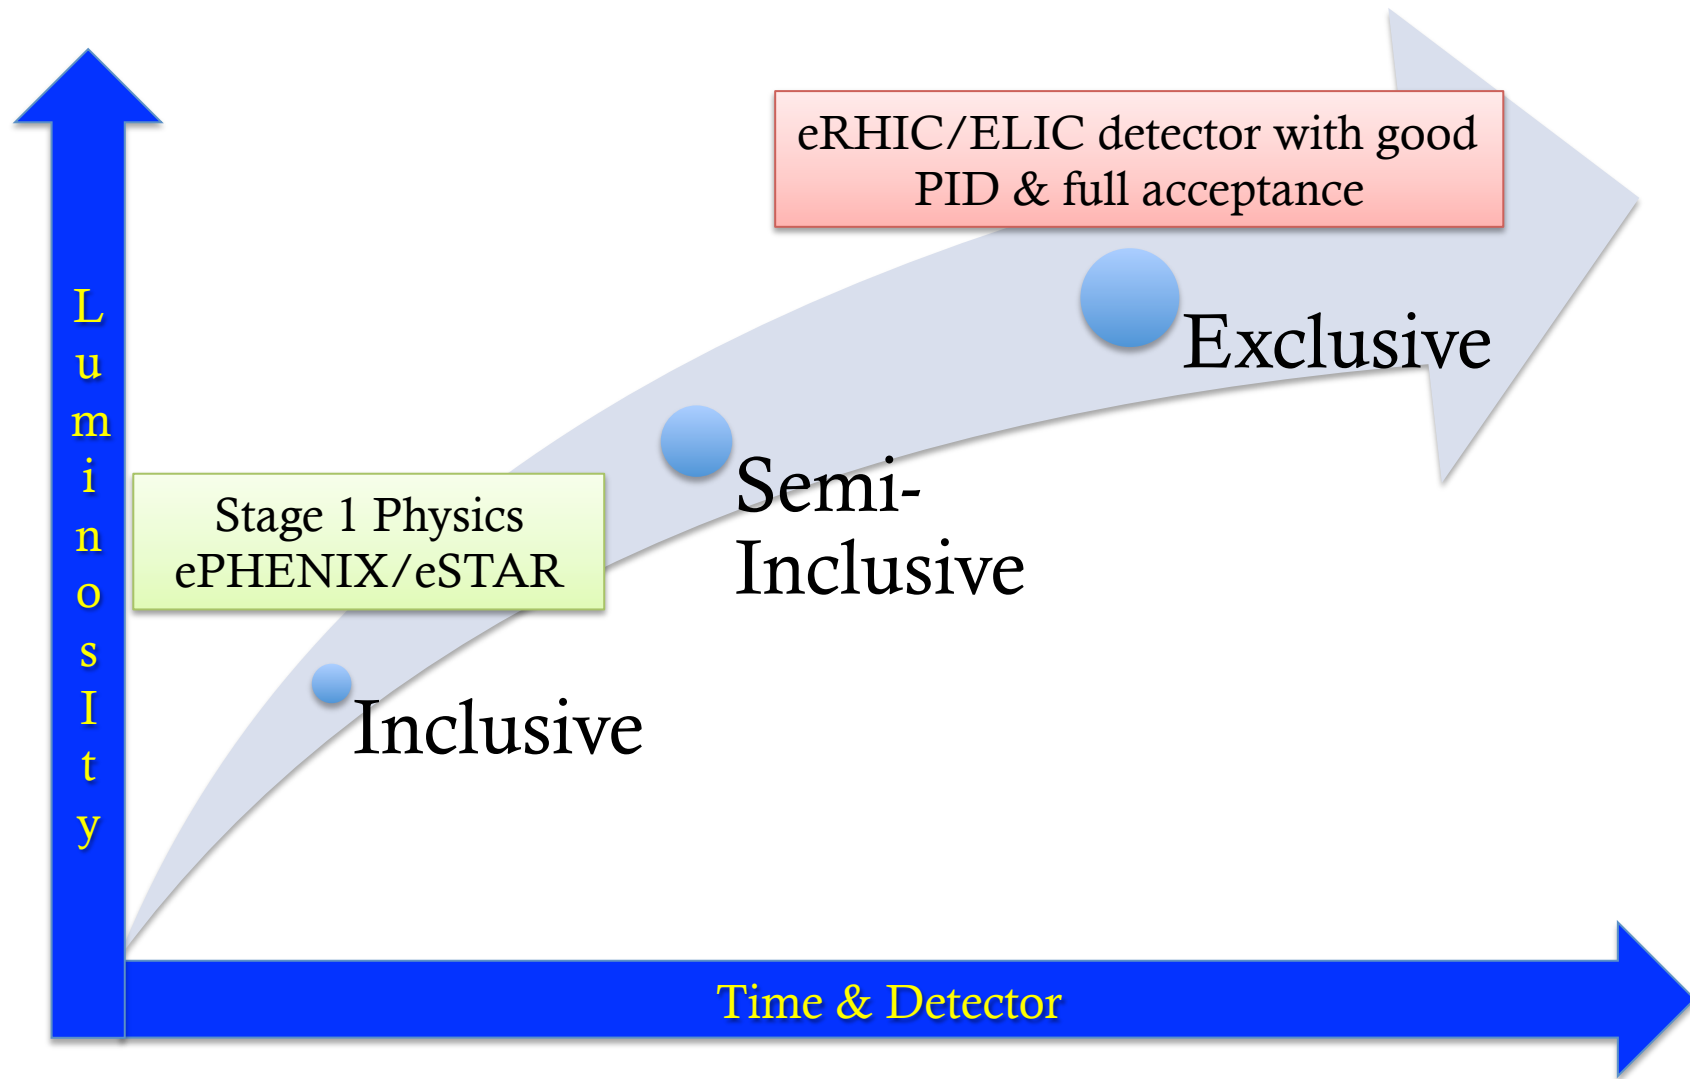 eRHIC/ELIC detector with good
PID & full acceptance
LuminosIty
Exclusive
Semi-
Inclusive
Stage 1 Physics
ePHENIX/eSTAR
Inclusive
Time & Detector